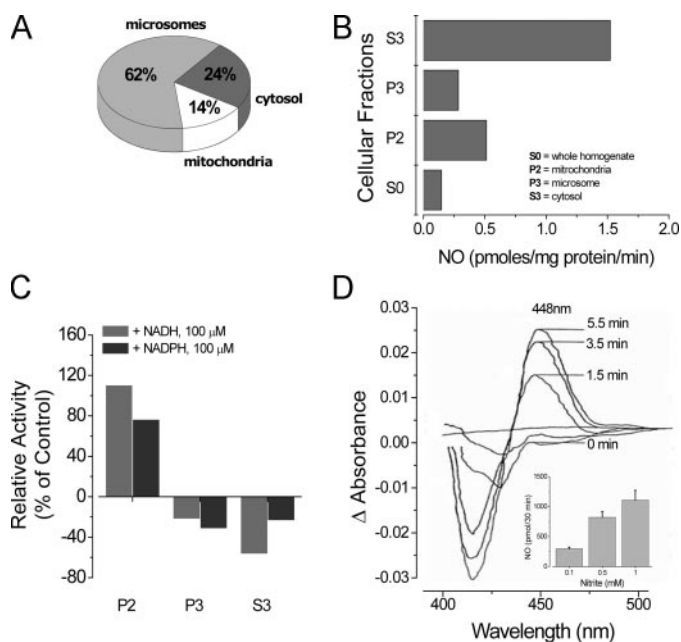 A
microsomes
62%
24%
14%
cytosol
mitochondria
B
Cellular Fractions
S3
P3
P2
S0
S0 = whole homogenate
P2 = mitrochondria
P3 = microsome
S3 = cytosol
0.0 0.5 1.0 1.5 2.0
NO (pmoles/mg protein/min)
C
+ NADH, 100 μM
+ NADPH, 100 μM
Relative Activity
(% of Control)
160
120
80
40
0
-40
-80
P2 P3 S3
D
448nm
5.5 min
3.5 min
1.5 min
0 min
Δ Absorbance
0.03
0.02
0.01
0.00
-0.01
-0.02
-0.03
400 450 500
Wavelength (nm)
NO (pmol/30 min)
1500
1000
500
0
0.1 0.5 1
Nitrite (mM)